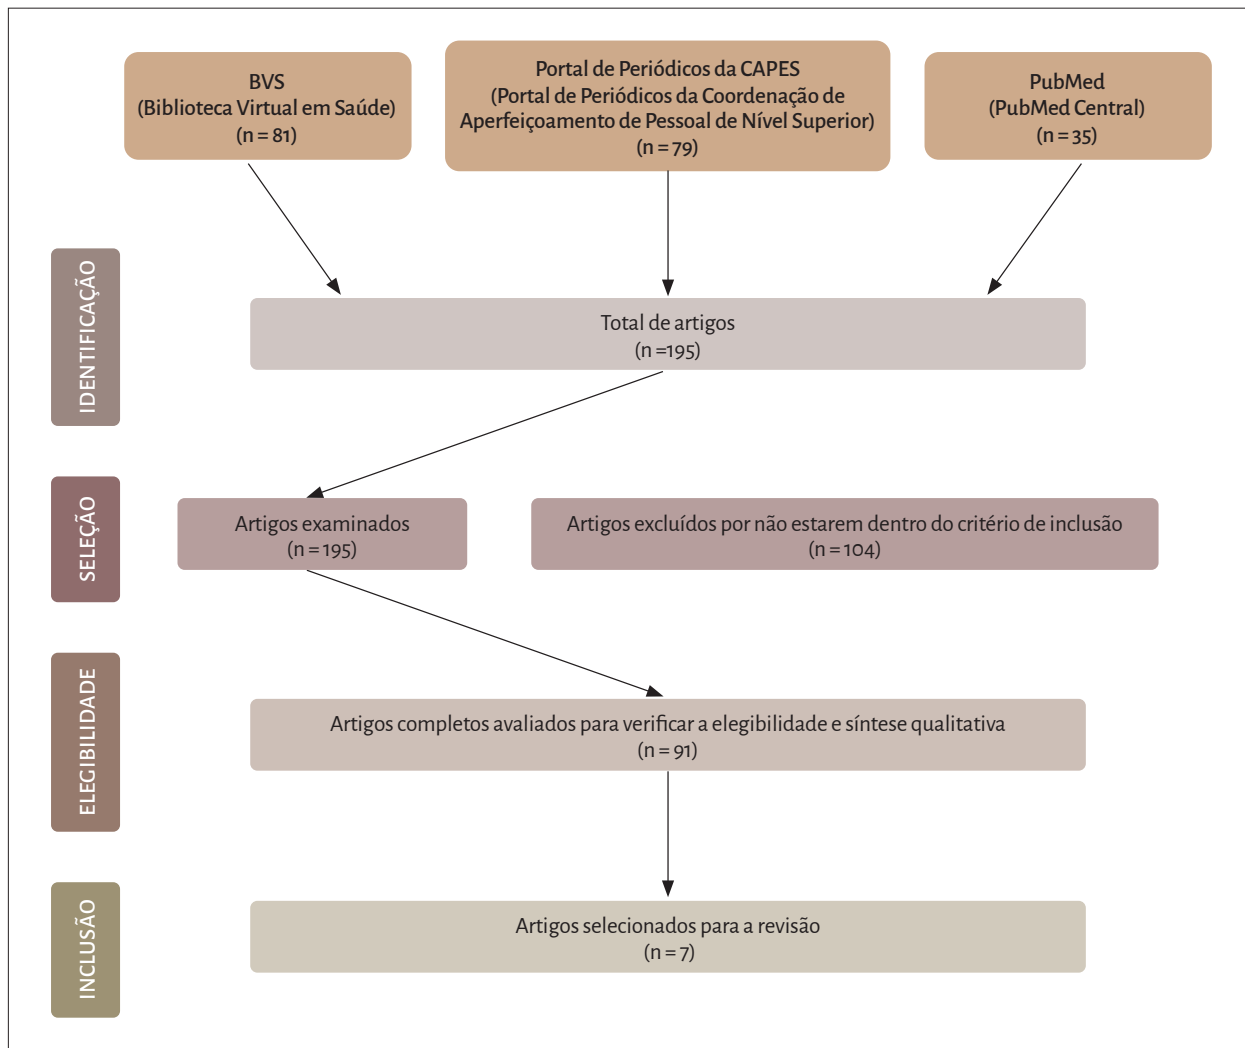 BVS
(Biblioteca Virtual em Saúde)
(n = 81)
Portal de Periódicos da CAPES
(Portal de Periódicos da Coordenação de
Aperfeiçoamento de Pessoal de Nível Superior)
(n = 79)
PubMed
(PubMed Central)
(n = 35)
IDENTIFICAÇÃO
Total de artigos
(n =195)
SELEÇÃO
Artigos examinados
(n = 195)
Artigos excluídos por não estarem dentro do critério de inclusão
(n = 104)
ELEGIBILIDADE
Artigos completos avaliados para verificar a elegibilidade e síntese qualitativa
(n = 91)
INCLUSÃO
Artigos selecionados para a revisão
(n = 7)